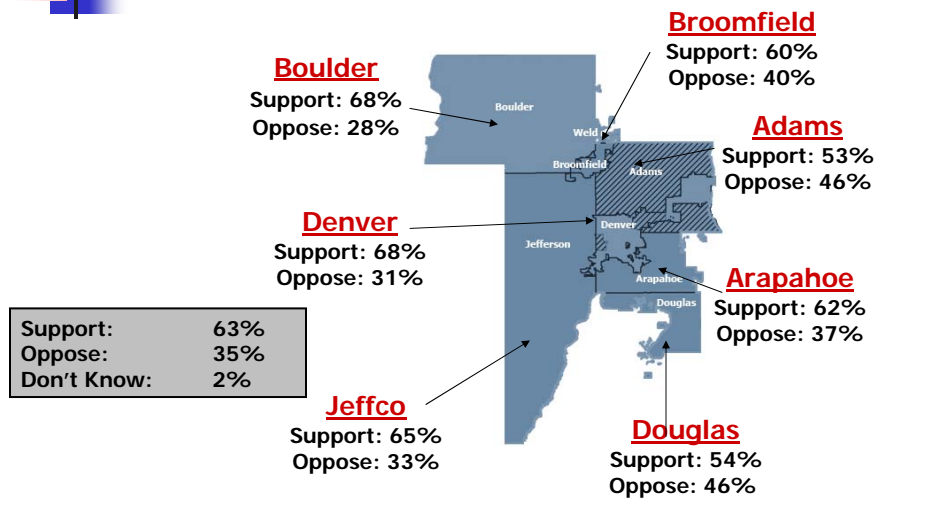 Broomfield
Support: 60%
Oppose: 40%
Boulder
Support: 68%
Oppose: 28%
Adams
Support: 53%
Oppose: 46%
Denver
Support: 68%
Oppose: 31%
Arapahoe
Support: 62%
Oppose: 37%
Support: 63%
Oppose: 35%
Don't Know: 2%
Jeffco
Support: 65%
Oppose: 33%
Douglas
Support: 54%
Oppose: 46%
Boulder
Weld
Broomfield
Adams
Denver
Jefferson
Arapahoe
Douglas